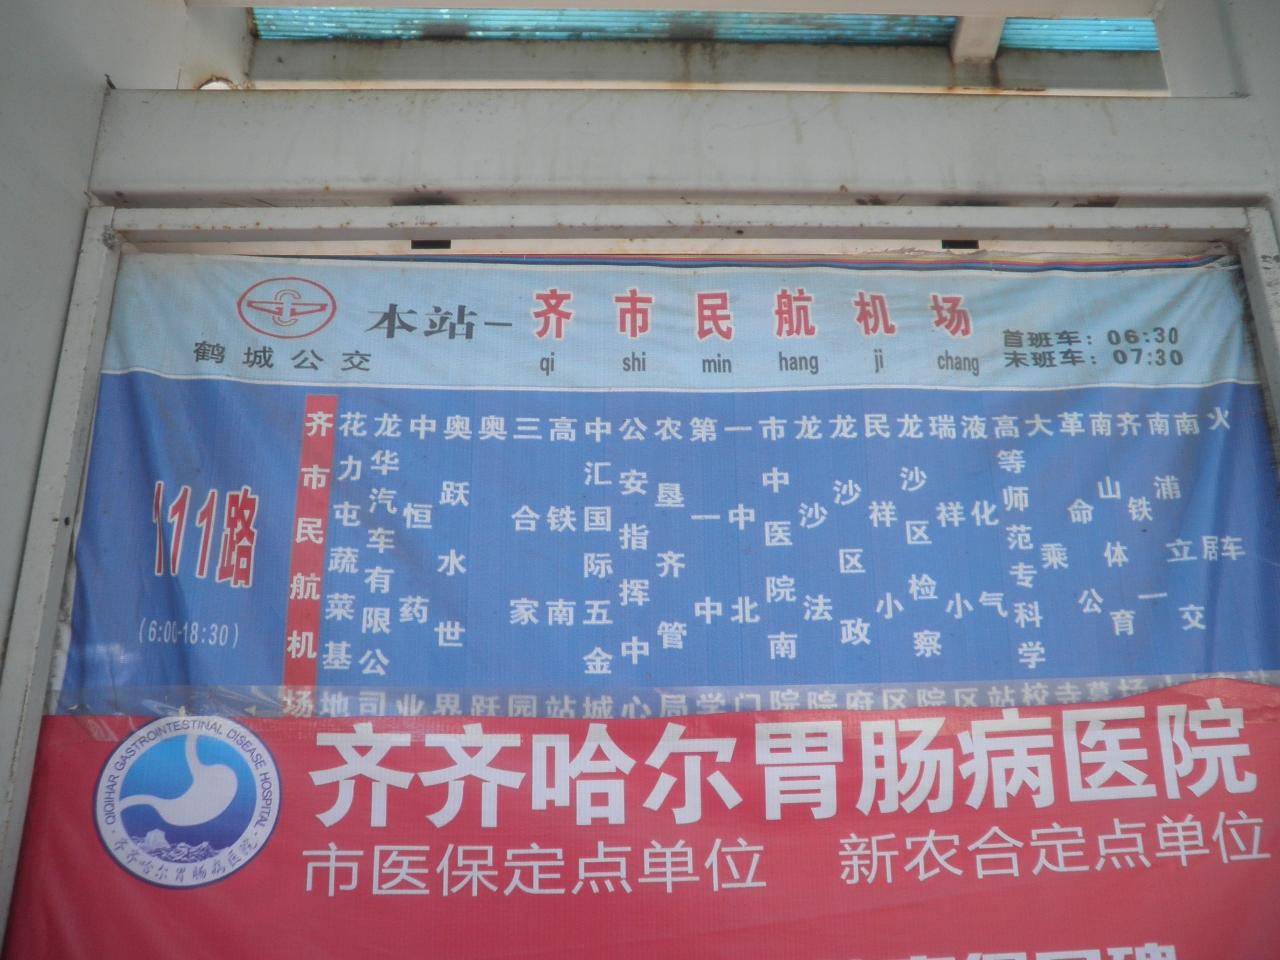 鹤城公交
本站-齐市民航机场
qi shi min hang ji chang
首班车：06:30
末班车：07:30
111路
(6:00-18:30)
齐市民航机场
花力屯蔬菜基地
龙华汽车有限公司
中恒药业
奥跃水世界
奥跃
三合家园
高铁南站
中汇国际五金城
公安指挥中心
农垦齐管局
第一中学
一中北门
市中医院南院
龙沙法院
龙沙区政府
民祥小区
龙沙区检察院
瑞祥小区
液化气站
高等师范专科学校
大乘寺
革命公墓
南山体育场
齐铁一小
南浦立交
南居
火车
QIQIHAR GASTROINTESTINAL DISEASE HOSPITAL
齐齐哈尔胃肠病医院
齐齐哈尔胃肠病医院
市医保定点单位 新农合定点单位